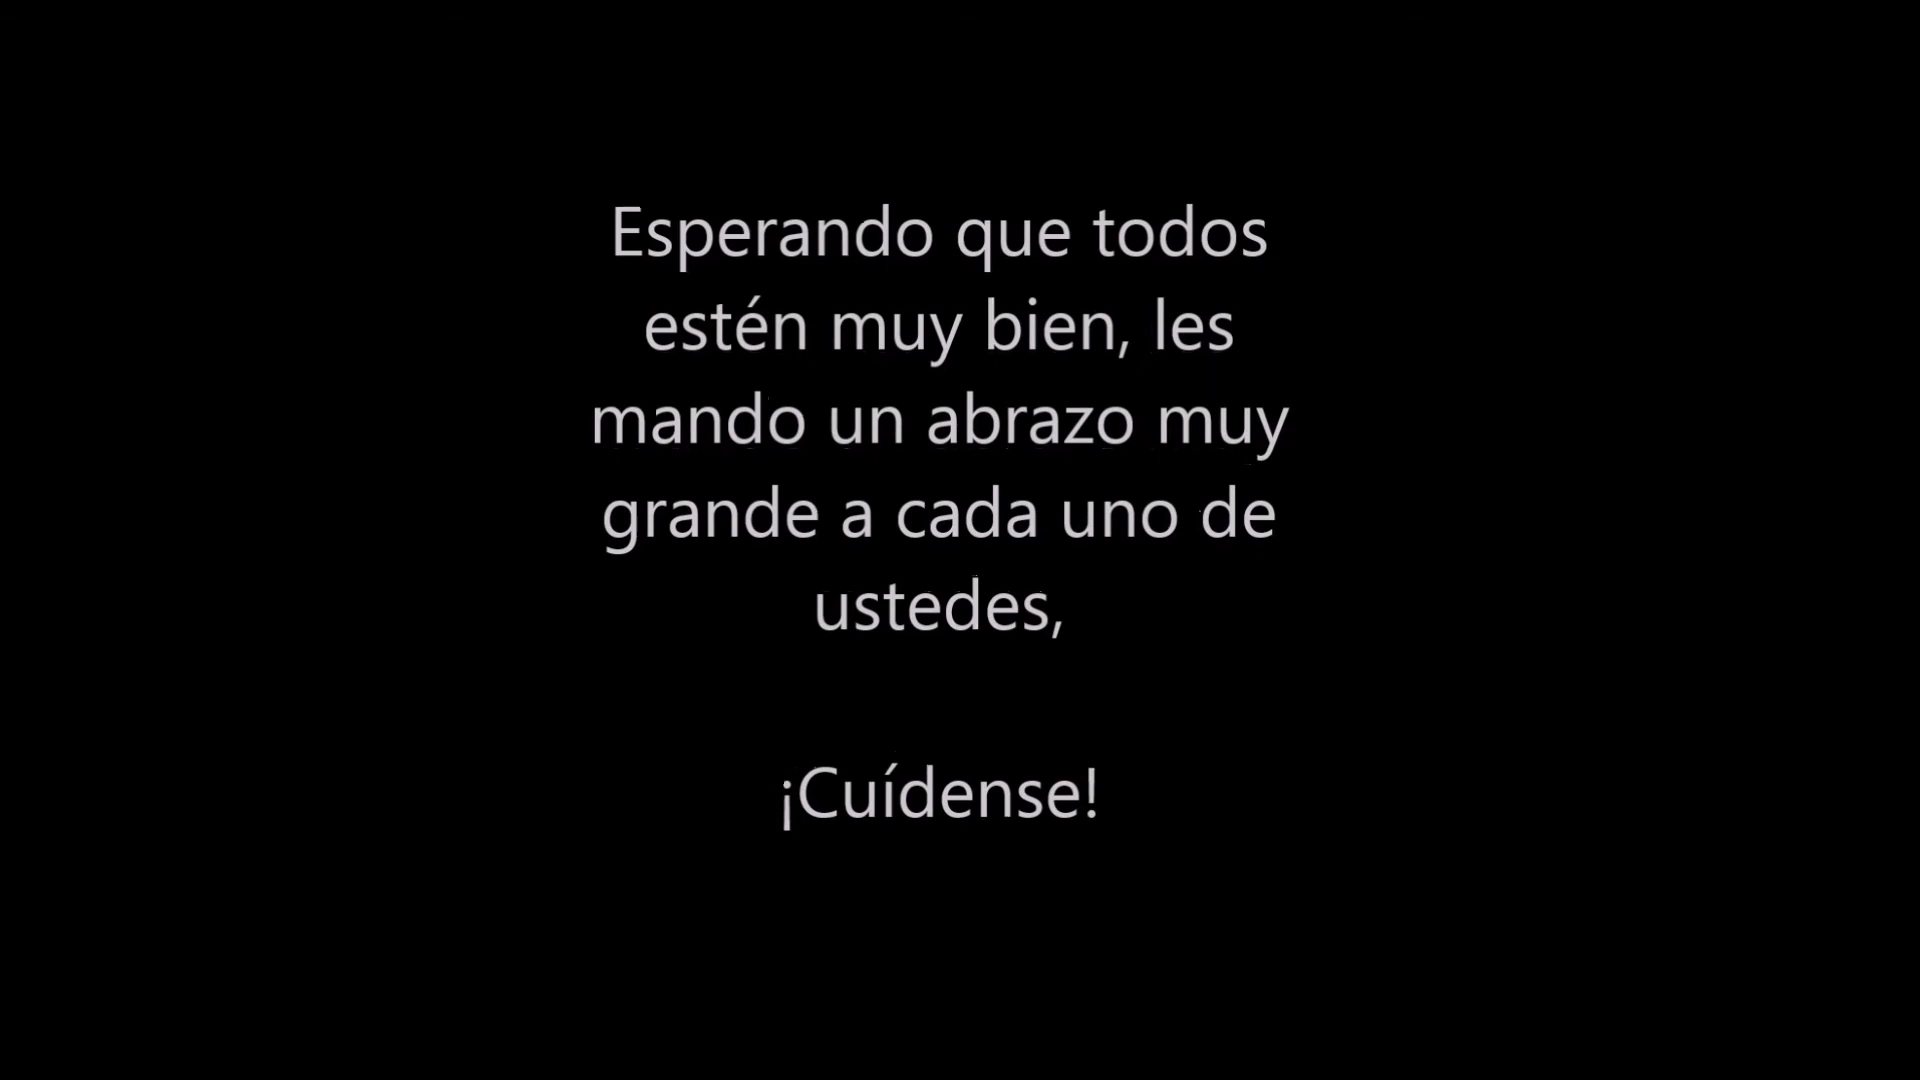 Esperando que todos
estén muy bien, les
mando un abrazo muy
grande a cada uno de
ustedes,
¡Cuídense!